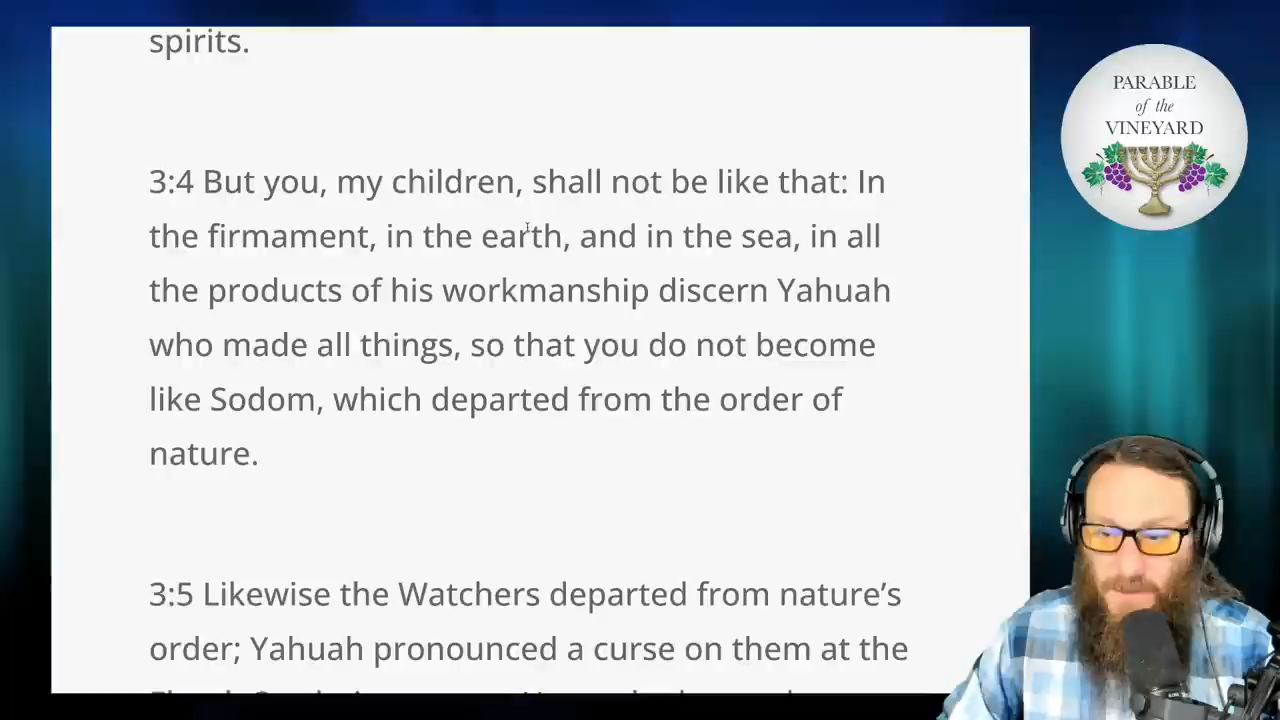 spirits.
3:4 But you, my children, shall not be like that: In
the firmament, in the earth, and in the sea, in all
the products of his workmanship discern Yahuah
who made all things, so that you do not become
like Sodom, which departed from the order of
nature.
3:5 Likewise the Watchers departed from nature’s
order; Yahuah pronounced a curse on them at the
PARABLE
of the
VINEYARD